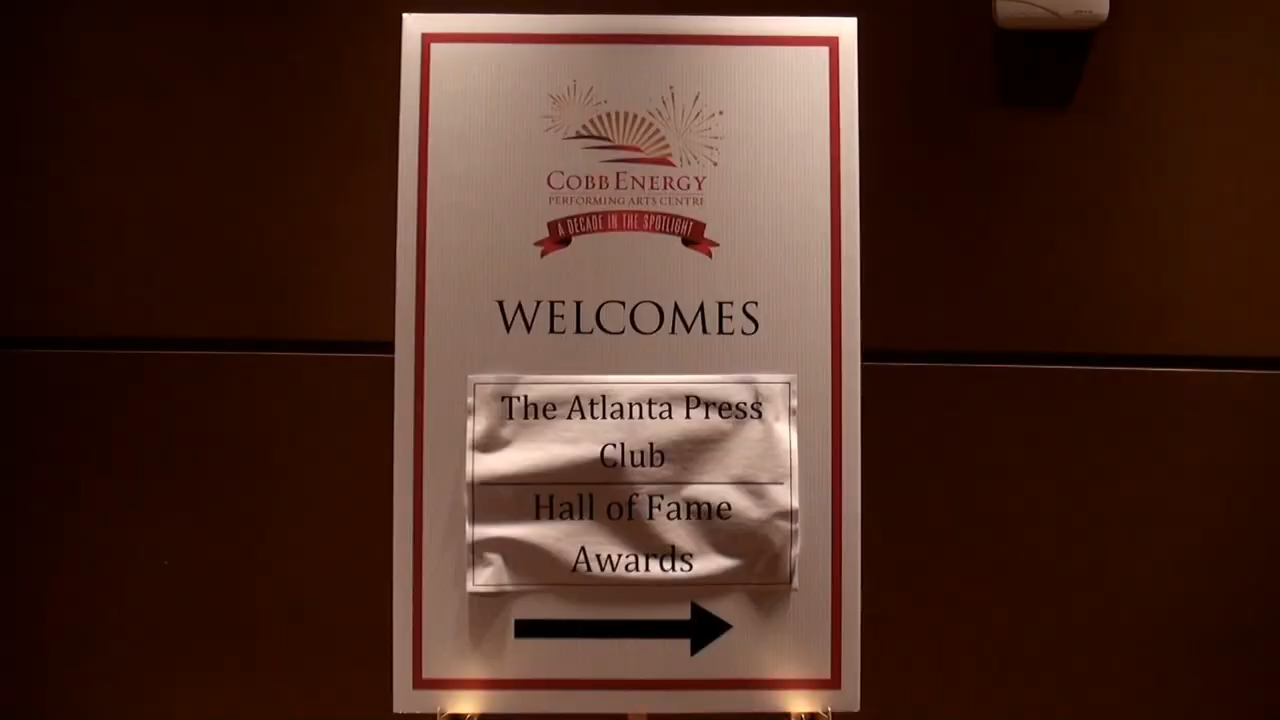 COBB ENERGY
PERFORMING ARTS CENTRE
A DECADE IN THE SPOTLIGHT
WELCOMES
The Atlanta Press
Club
Hall of Fame
Awards